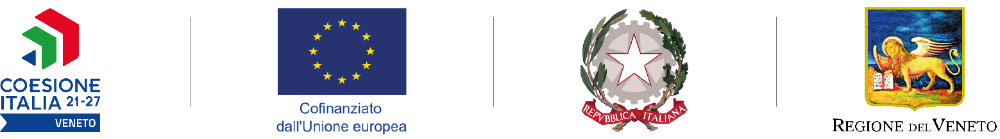 COESIONE
ITALIA 21-27
VENETO
Cofinanziato
dall'Unione europea
REPVBBLICA ITALIANA
REGIONE DEL VENETO